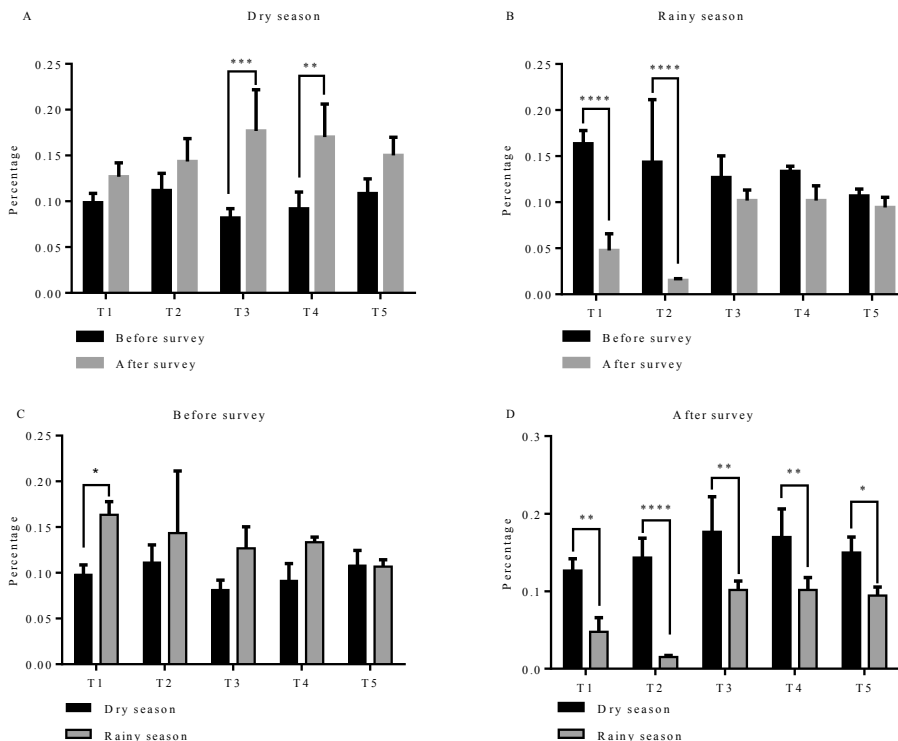 A
Dry season
0.25
0.20
0.15
0.10
0.05
0.00
Percentage
***
**
T1 T2 T3 T4 T5
Before survey
After survey
B
Rainy season
0.25
0.20
0.15
0.10
0.05
0.00
Percentage
****
****
T1 T2 T3 T4 T5
Before survey
After survey
C
Before survey
0.25
0.20
0.15
0.10
0.05
0.00
Percentage
*
T1 T2 T3 T4 T5
Dry season
Rainy season
D
After survey
0.3
0.2
0.1
0.0
Percentage
**
****
**
**
*
T1 T2 T3 T4 T5
Dry season
Rainy season